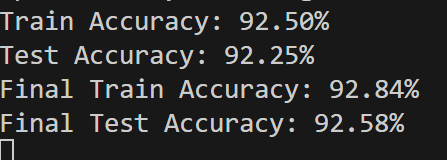 Train Accuracy: 92.50%
Test Accuracy: 92.25%
Final Train Accuracy: 92.84%
Final Test Accuracy: 92.58%